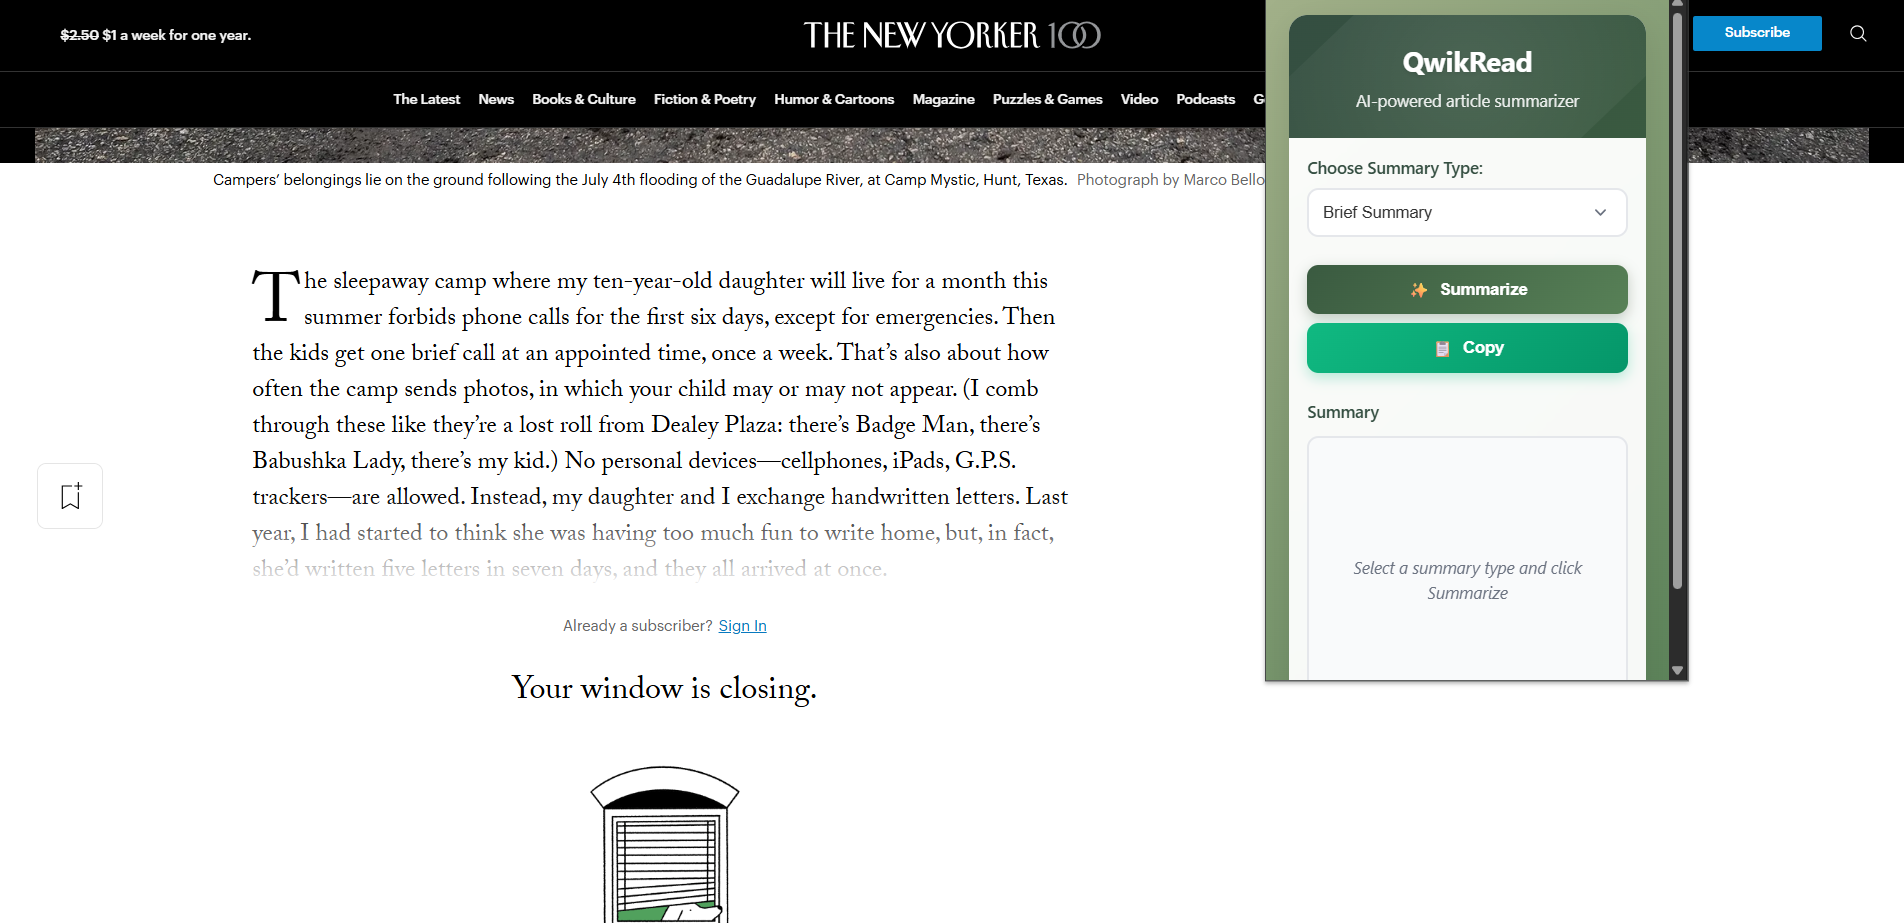 $2.50 $1 a week for one year.
THE NEW YORKER 100
Subscribe
The Latest News Books & Culture Fiction & Poetry Humor & Cartoons Magazine Puzzles & Games Video Podcasts G
Campers’ belongings lie on the ground following the July 4th flooding of the Guadalupe River, at Camp Mystic, Hunt, Texas. Photograph by Marco Bello
The sleepaway camp where my ten-year-old daughter will live for a month this
summer forbids phone calls for the first six days, except for emergencies. Then
the kids get one brief call at an appointed time, once a week. That’s also about how
often the camp sends photos, in which your child may or may not appear. (I comb
through these like they’re a lost roll from Dealey Plaza: there’s Badge Man, there’s
Babushka Lady, there’s my kid.) No personal devices—cellphones, iPads, G.P.S.
trackers—are allowed. Instead, my daughter and I exchange handwritten letters. Last
year, I had started to think she was having too much fun to write home, but, in fact,
she’d written five letters in seven days, and they all arrived at once.
Already a subscriber? Sign In
Your window is closing.
QwikRead
AI-powered article summarizer
Choose Summary Type:
Brief Summary
✨ Summarize
📋 Copy
Summary
Select a summary type and click
Summarize